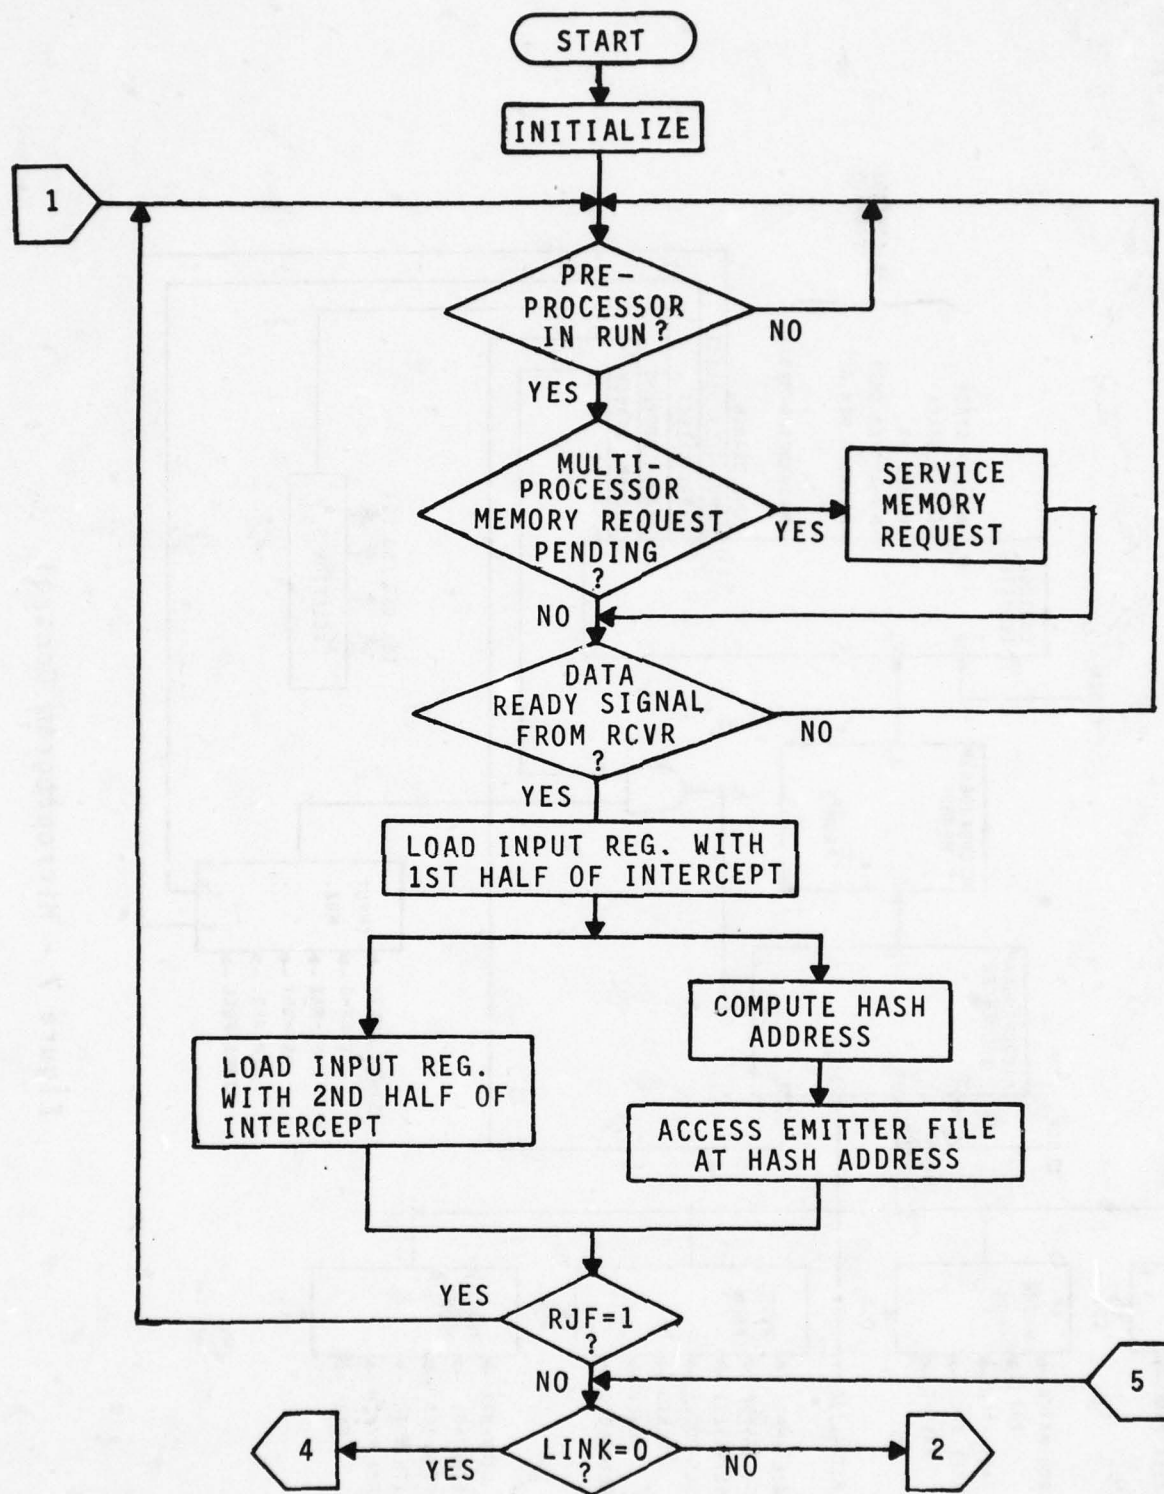 START
INITIALIZE
1
PRE-
PROCESSOR
IN RUN?
NO
YES
MULTI-
PROCESSOR
MEMORY REQUEST
PENDING
?
YES
SERVICE
MEMORY
REQUEST
NO
DATA
READY SIGNAL
FROM RCVR
?
NO
YES
LOAD INPUT REG. WITH
1ST HALF OF INTERCEPT
COMPUTE HASH
ADDRESS
LOAD INPUT REG.
WITH 2ND HALF OF
INTERCEPT
ACCESS EMITTER FILE
AT HASH ADDRESS
YES
RJF=1
?
NO
5
4
YES
LINK=0
?
NO
2